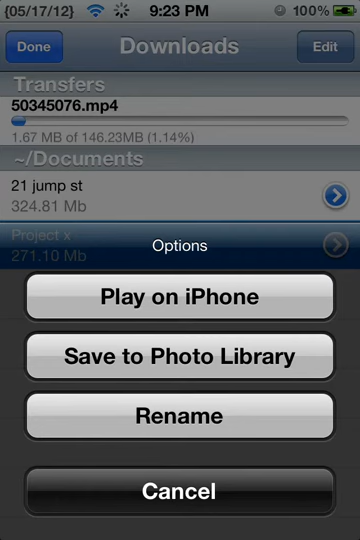 {05/17/12} 9:23 PM 100%
Done Downloads Edit
Transfers
50345076.mp4
1.67 MB of 146.23MB (1.14%)
~/Documents
21 jump st
324.81 Mb
Project x
271.10 Mb
Options
Play on iPhone
Save to Photo Library
Rename
Cancel